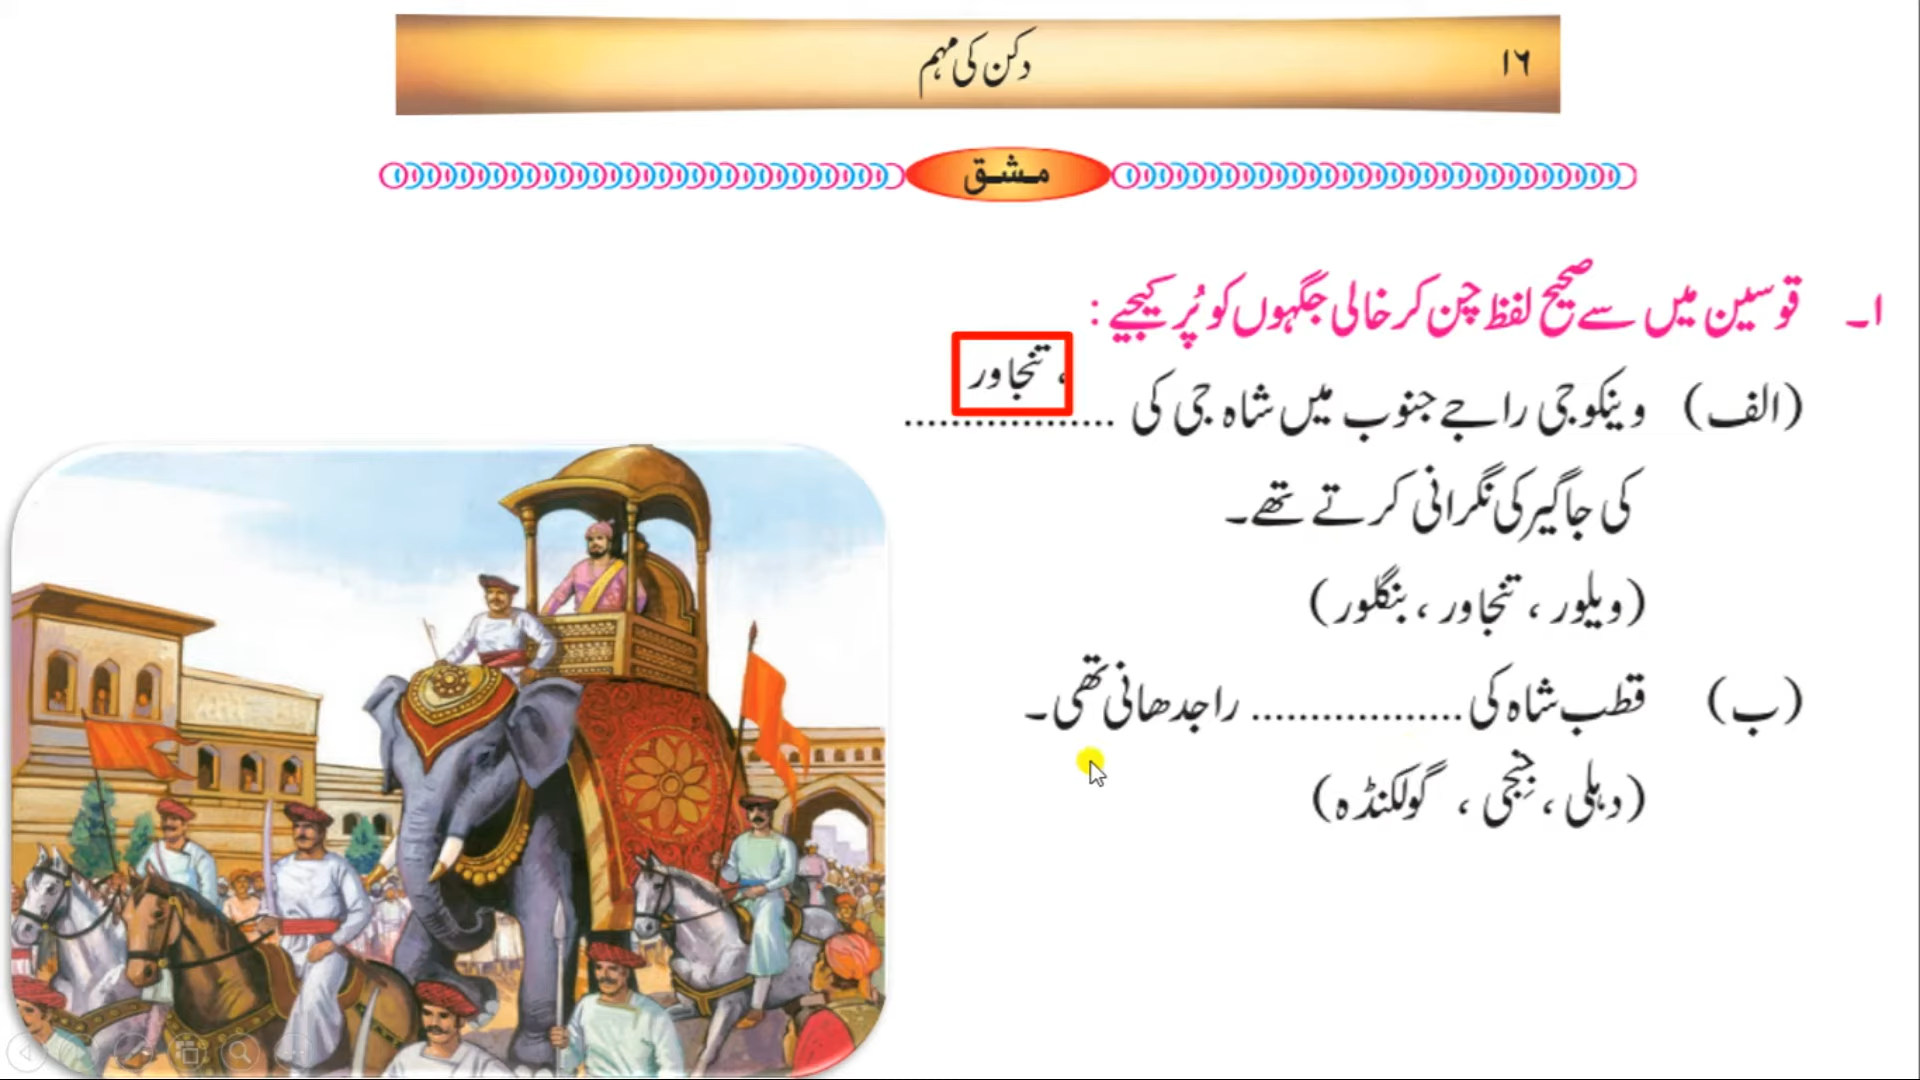 ۱۶
دکن کی مہم
مشق
۱۔ قوسین میں سے صحیح لفظ چن کر خالی جگہوں کو پُر کیجیے :
، تنجاور
(الف) وینکوجی راجے جنوب میں شاہ جی کی ..................
کی جاگیر کی نگرانی کرتے تھے۔
(ویلور ، تنجاور ، بنگلور)
(ب) قطب شاہ کی .................. راجدھانی تھی۔
(دہلی ، جِنجی ، گولکنڈہ)